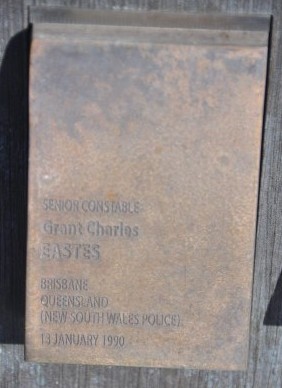 SENIOR CONSTABLE
Grant Charles
EASTES
BRISBANE
QUEENSLAND
(NEW SOUTH WALES POLICE)
13 JANUARY 1990